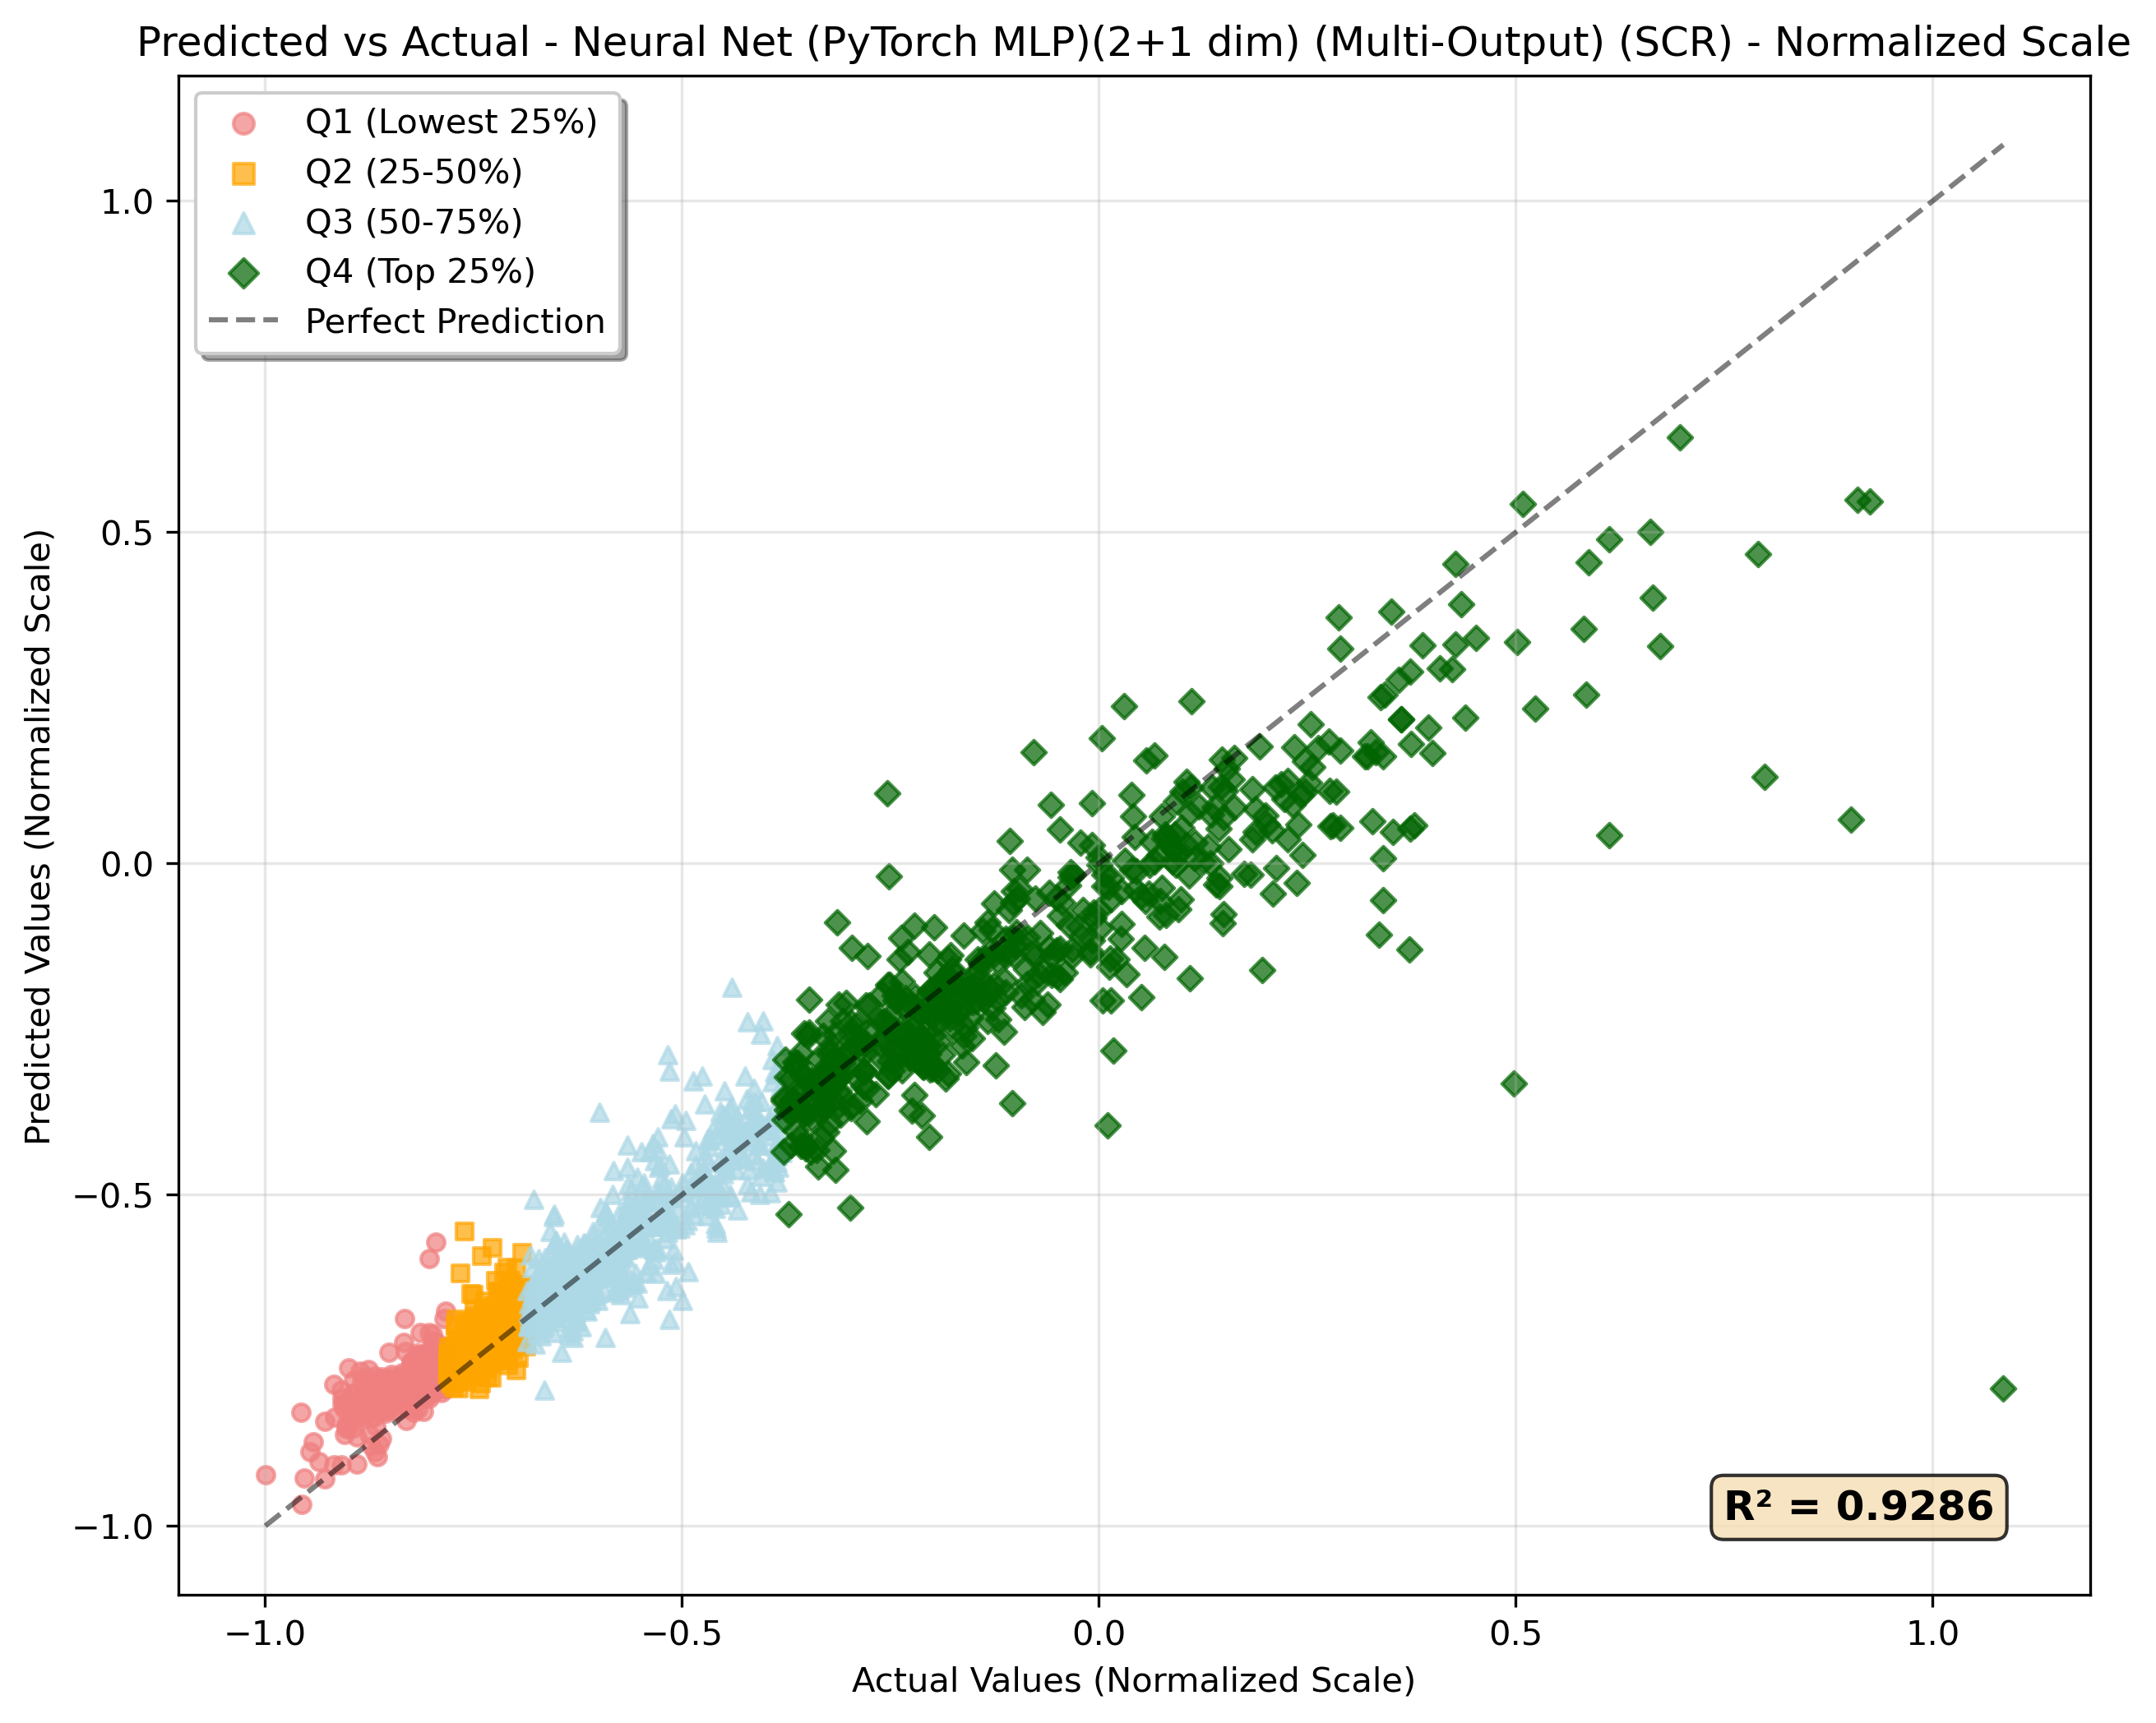 Predicted vs Actual - Neural Net (PyTorch MLP)(2+1 dim) (Multi-Output) (SCR) - Normalized Scale
Q1 (Lowest 25%)
Q2 (25-50%)
Q3 (50-75%)
Q4 (Top 25%)
Perfect Prediction
Predicted Values (Normalized Scale)
1.0
0.5
0.0
−0.5
−1.0
R² = 0.9286
−1.0
−0.5
0.0
0.5
1.0
Actual Values (Normalized Scale)